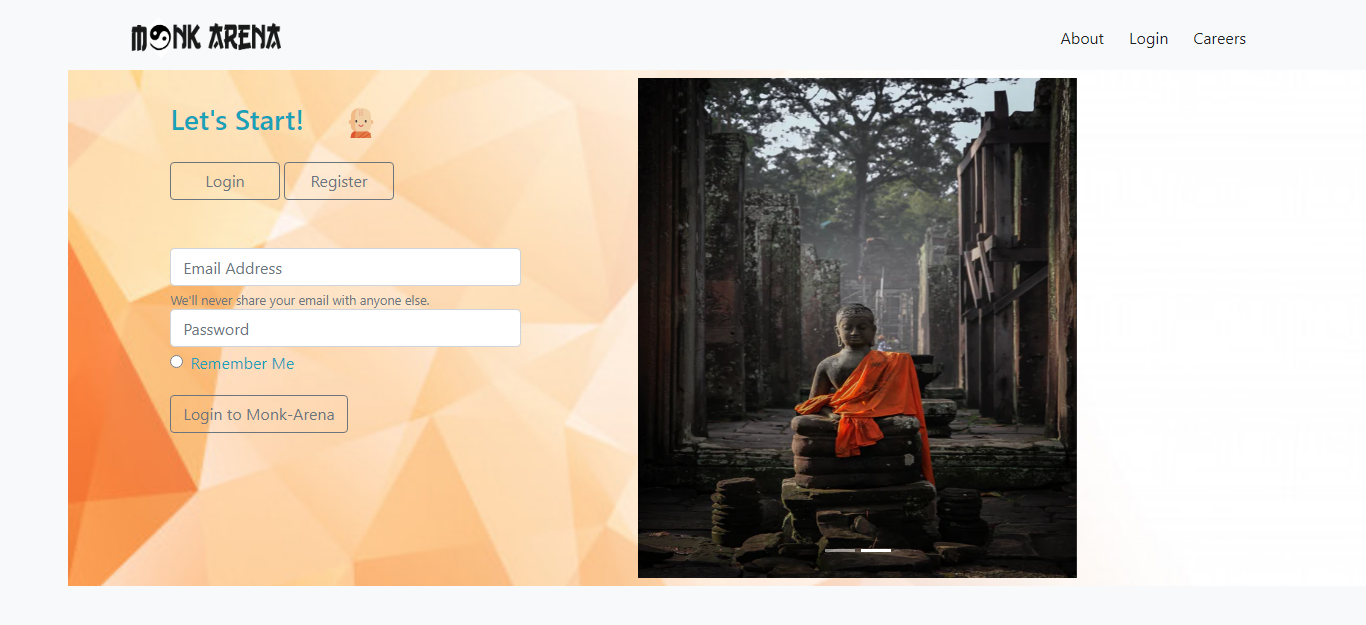 MONK ARENA
About Login Careers
Let's Start!
Login Register
Email Address
We'll never share your email with anyone else.
Password
Remember Me
Login to Monk-Arena